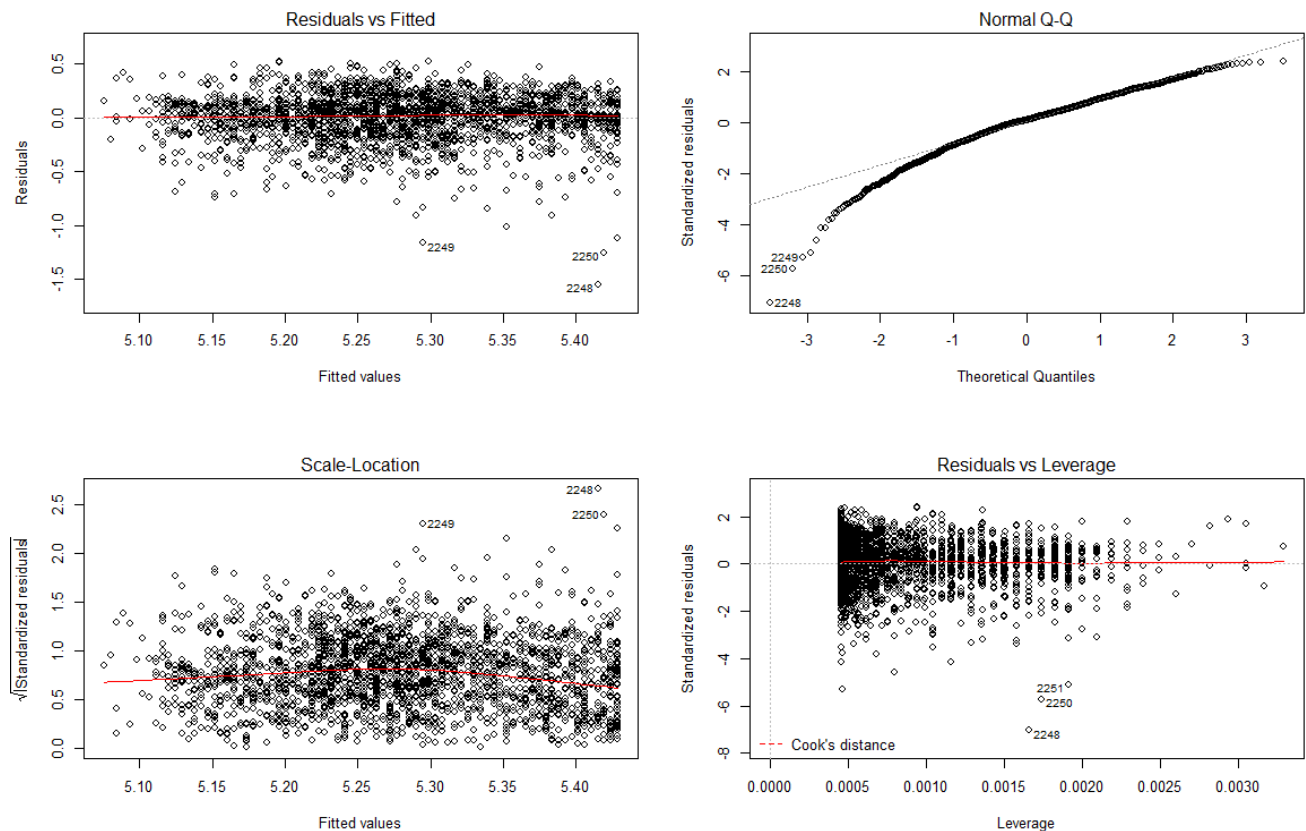 Residuals vs Fitted
Residuals
0.5
0.0
-0.5
-1.0
-1.5
2249
2250
2248
5.10 5.15 5.20 5.25 5.30 5.35 5.40
Fitted values
Normal Q-Q
Standardized residuals
2
0
-2
-4
-6
2249
2250
2248
-3 -2 -1 0 1 2 3
Theoretical Quantiles
Scale-Location
√|Standardized residuals|
2.5
2.0
1.5
1.0
0.5
0.0
2248
2250
2249
5.10 5.15 5.20 5.25 5.30 5.35 5.40
Fitted values
Residuals vs Leverage
Standardized residuals
2
0
-2
-4
-6
-8
2251
2250
2248
Cook's distance
0.0000 0.0005 0.0010 0.0015 0.0020 0.0025 0.0030
Leverage